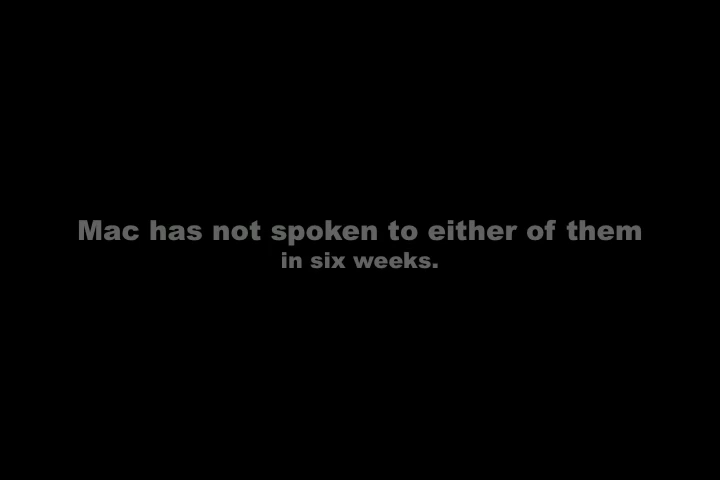 Mac has not spoken to either of them
in six weeks.